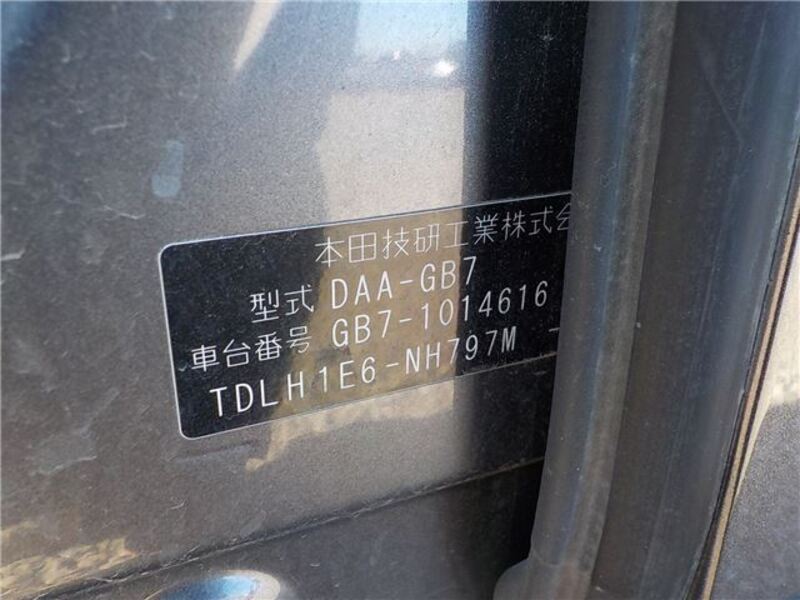 本田技研工業株式会
型式 DAA-GB7
車台番号 GB7-1014616
TDLH1E6-NH797M -